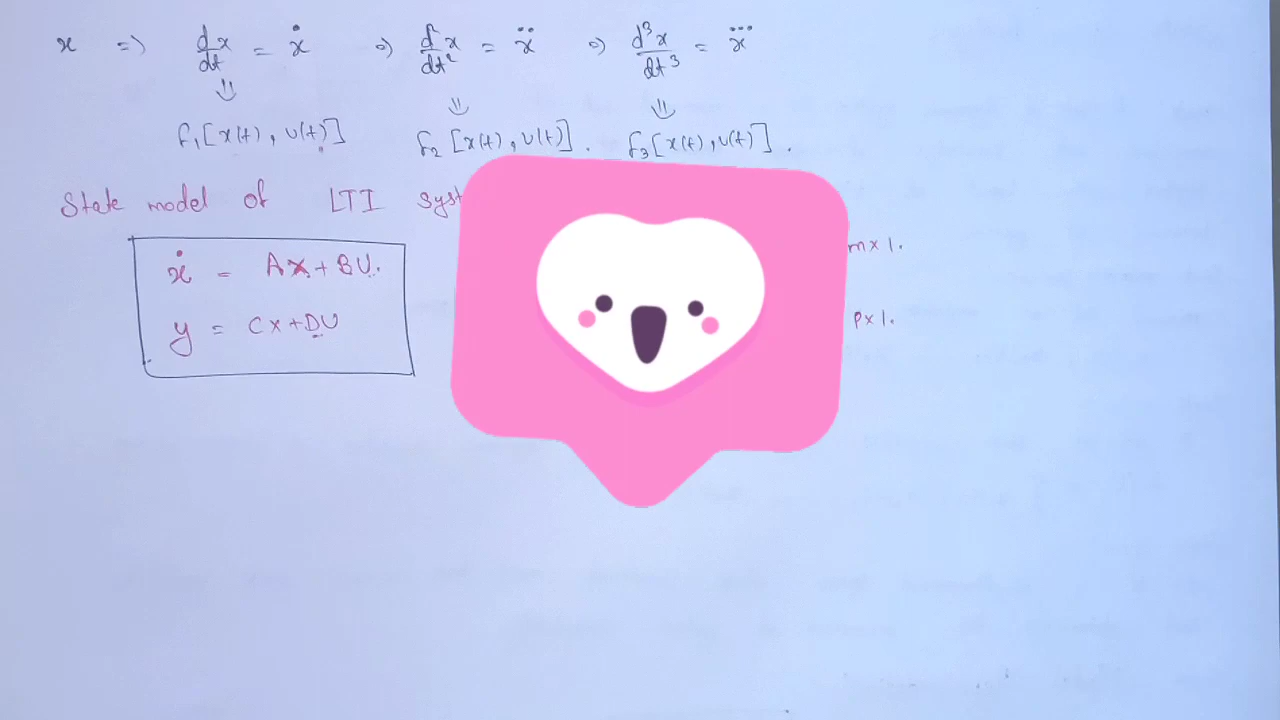 x => dx/dt = ẋ => d²x/dt² = ẍ => d³x/dt³ = x⃛
⇓ ⇓ ⇓
f₁[x(t), u(t)] f₂[x(t), u(t)]. f₃[x(t), u(t)].
State model of LTI
ẋ = AX+BU. m×1.
y = CX+DU p×1.